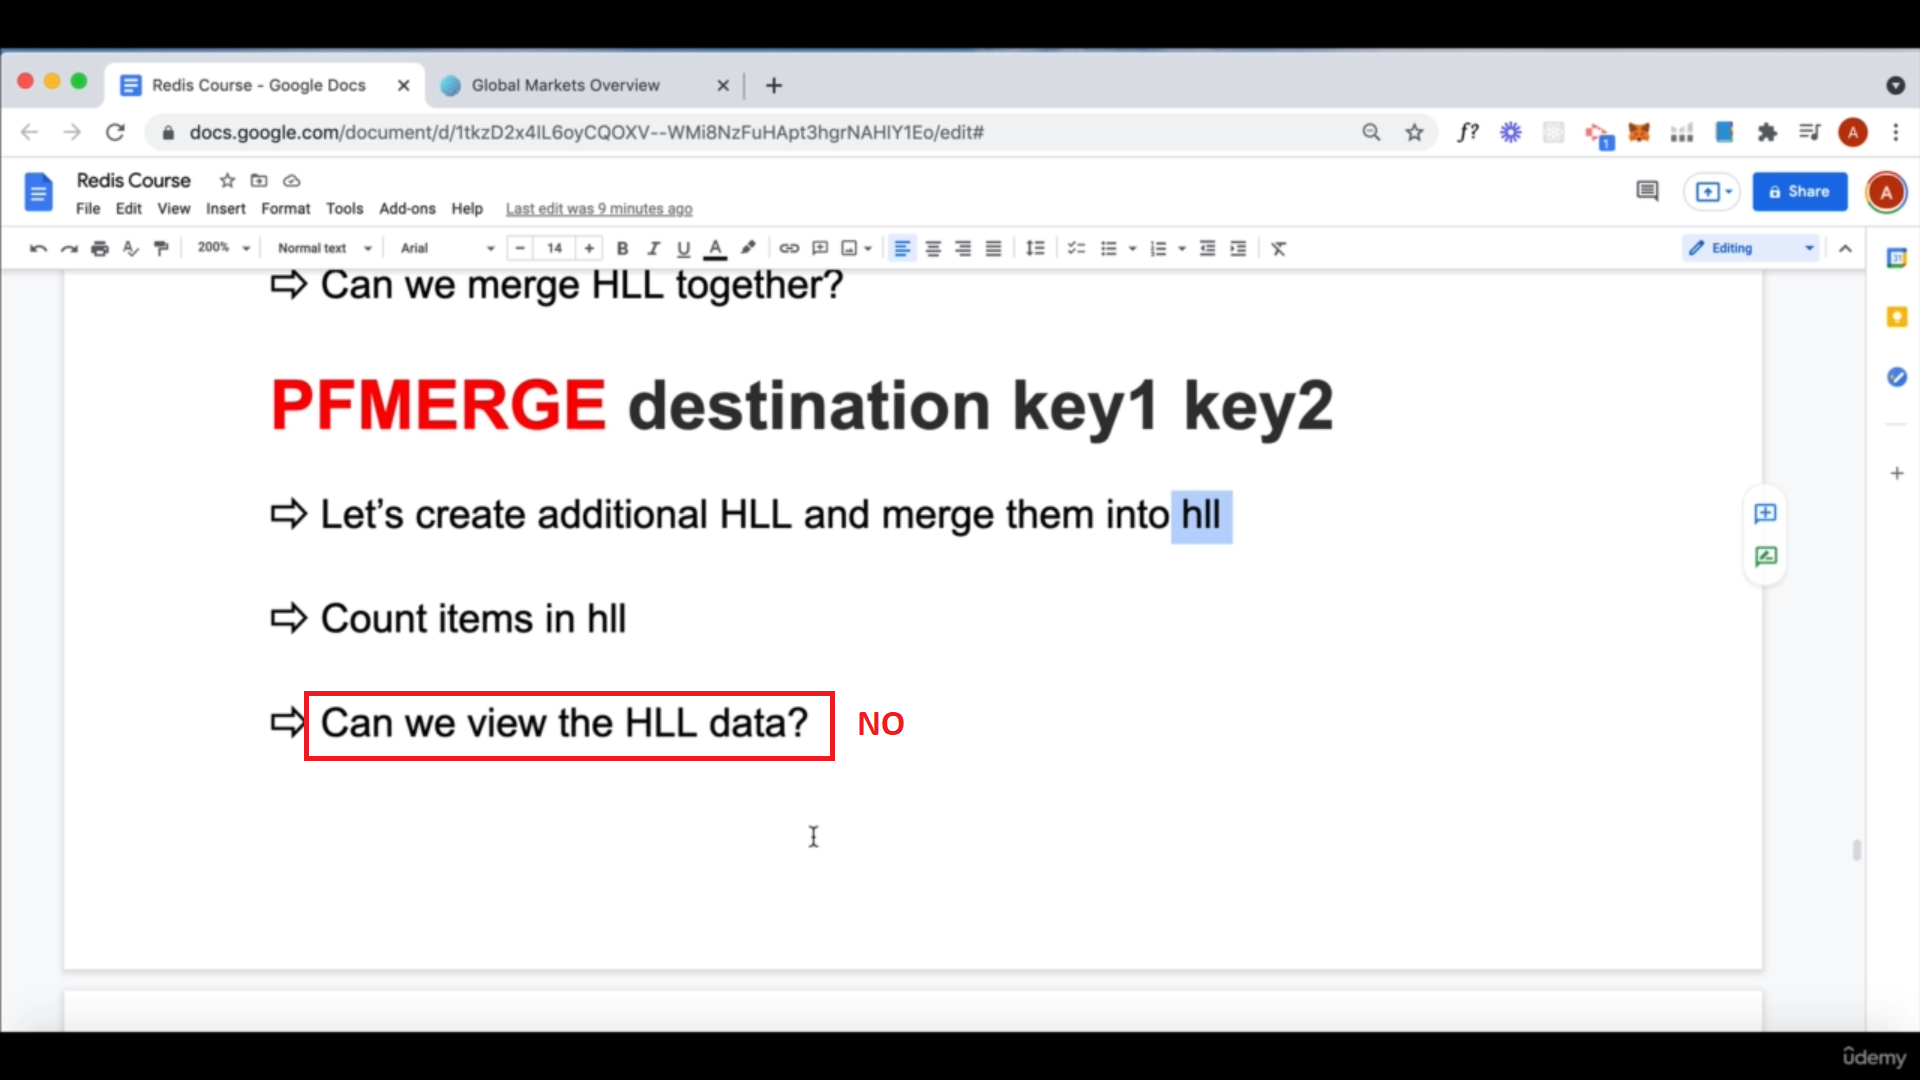 Redis Course - Google Docs
Global Markets Overview
docs.google.com/document/d/1tkzD2x4IL6oyCQOXV--WMi8NzFuHApt3hgrNAHIY1Eo/edit#
f?
1
A
Redis Course
File Edit View Insert Format Tools Add-ons Help Last edit was 9 minutes ago
Share
A
200% Normal text Arial 14 B I U A Editing
31
⇨ Can we merge HLL together?
PFMERGE destination key1 key2
⇨ Let’s create additional HLL and merge them into hll
⇨ Count items in hll
⇨ Can we view the HLL data? NO
ûdemy